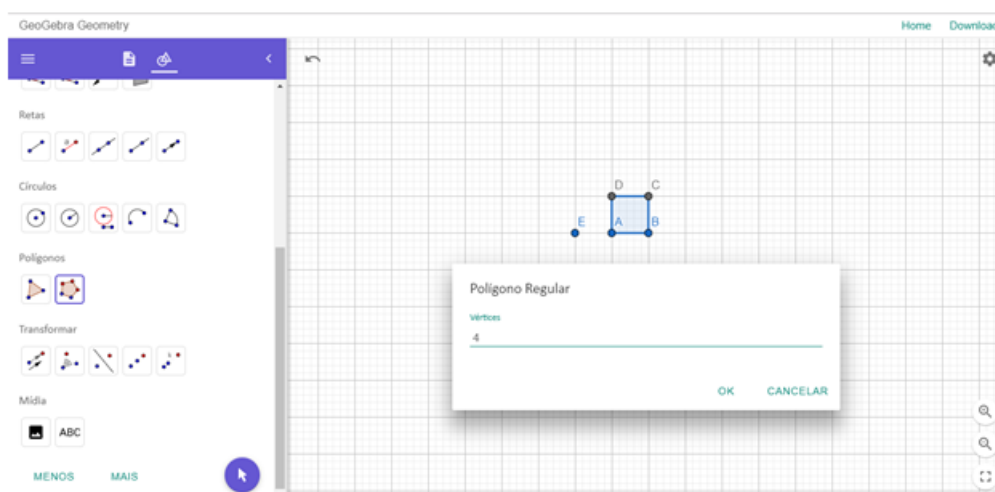 GeoGebra Geometry
Home Download
Retas
Círculos
Polígonos
Transformar
Mídia
ABC
MENOS MAIS
D C
E A B
Polígono Regular
Vértices
4
OK CANCELAR